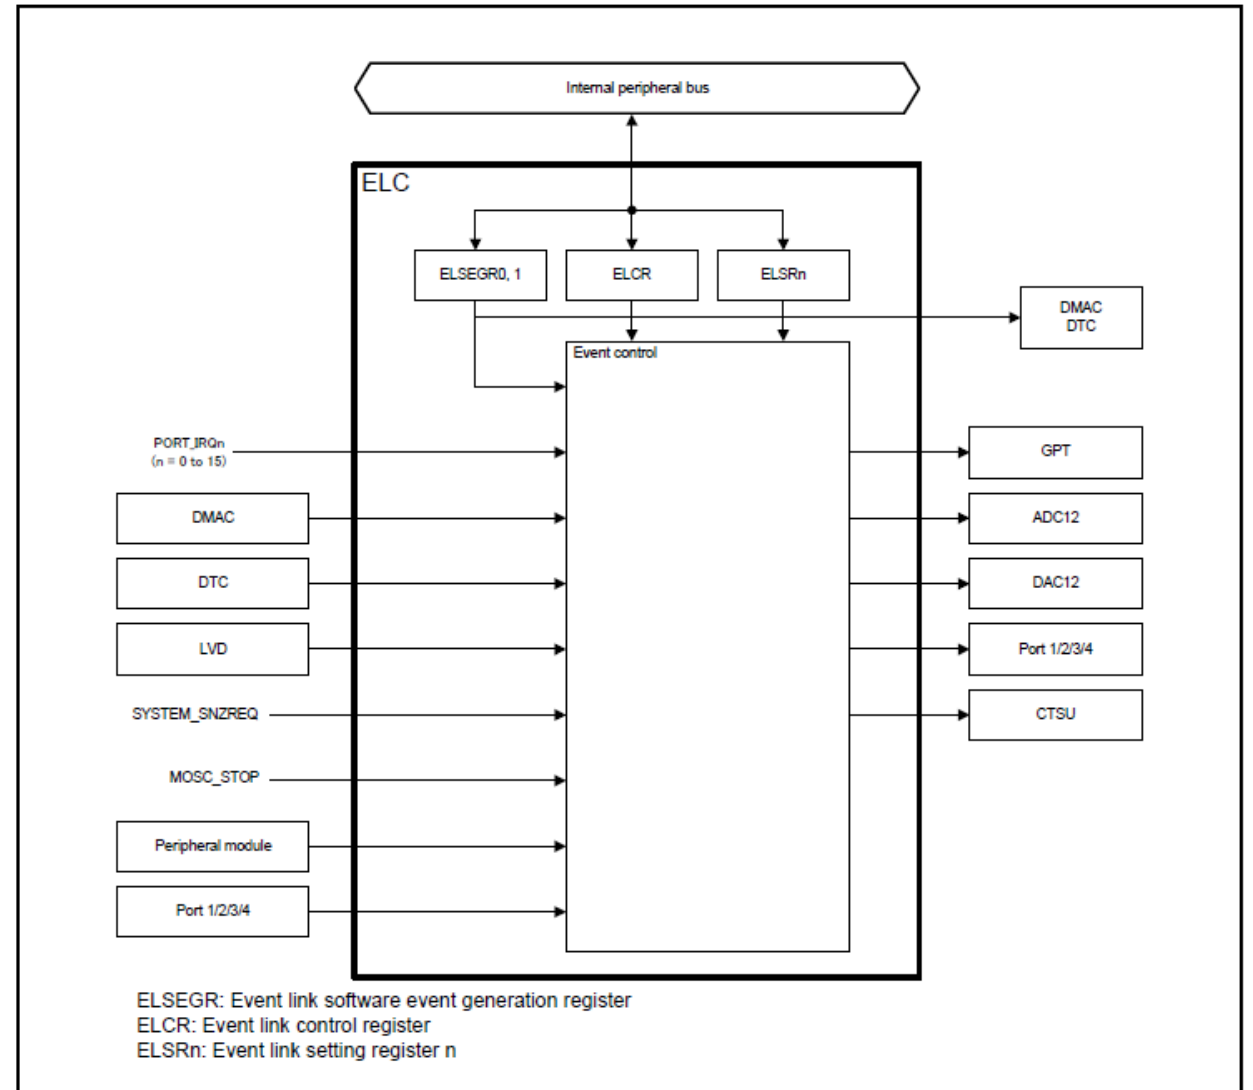 Internal peripheral bus
ELC
ELSEGR0, 1
ELCR
ELSRn
DMAC
DTC
Event control
PORT_IRQn
(n = 0 to 15)
GPT
DMAC
ADC12
DTC
DAC12
LVD
Port 1/2/3/4
SYSTEM_SNZREQ
CTSU
MOSC_STOP
Peripheral module
Port 1/2/3/4
ELSEGR: Event link software event generation register
ELCR: Event link control register
ELSRn: Event link setting register n